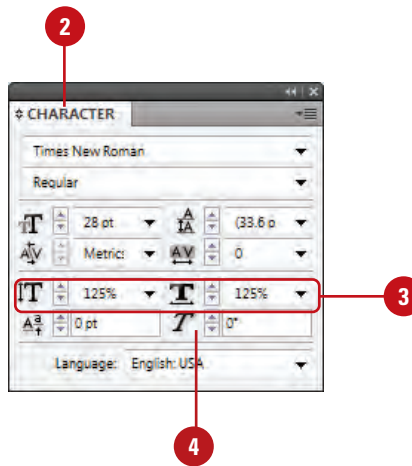 2
CHARACTER
Times New Roman
Regular
28 pt (33.6 p
Metric: 0
125% 125%
3
0 pt 0°
Language: English: USA
4